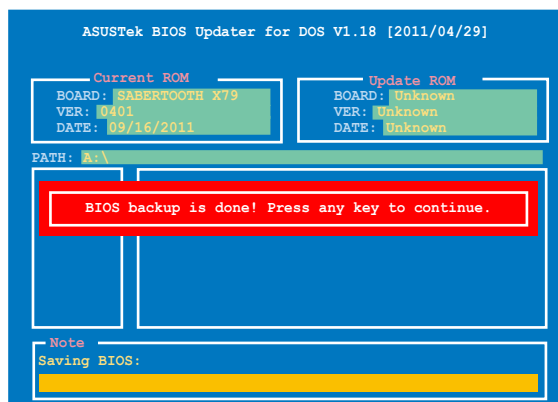 ASUSTek BIOS Updater for DOS V1.18 [2011/04/29]
Current ROM
BOARD: SABERTOOTH X79
VER: 0401
DATE: 09/16/2011
Update ROM
BOARD: Unknown
VER: Unknown
DATE: Unknown
PATH: A:\
BIOS backup is done! Press any key to continue.
Note
Saving BIOS: